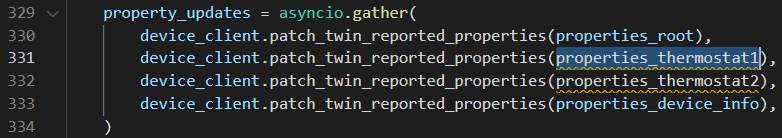 329 property_updates = asyncio.gather(
330 device_client.patch_twin_reported_properties(properties_root),
331 device_client.patch_twin_reported_properties(properties_thermostat1),
332 device_client.patch_twin_reported_properties(properties_thermostat2),
333 device_client.patch_twin_reported_properties(properties_device_info),
334 )